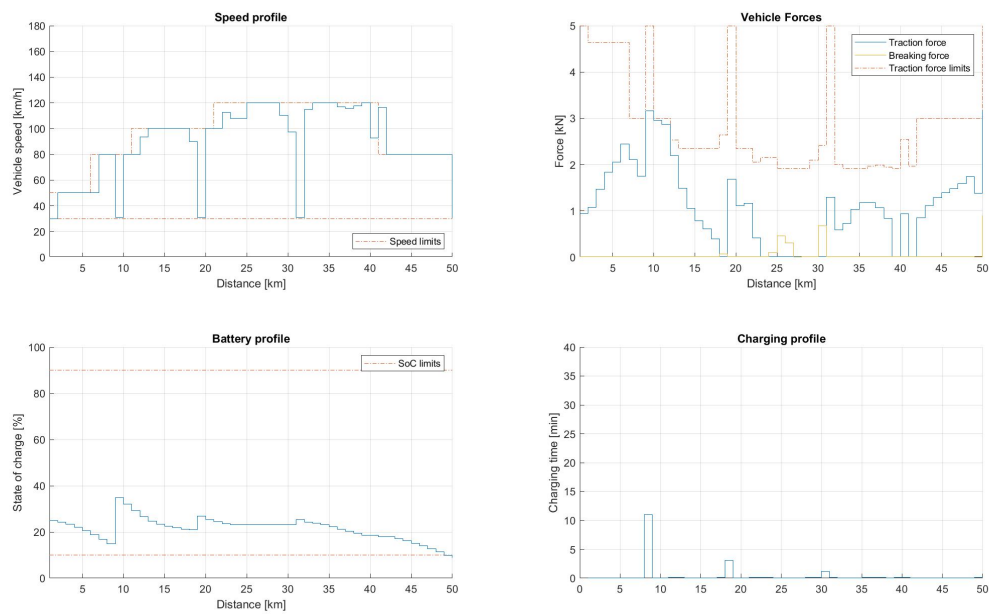 Speed profile
180
160
140
120
100
80
60
40
20
0
Vehicle speed [km/h]
5 10 15 20 25 30 35 40 45 50
Distance [km]
Speed limits
Vehicle Forces
5
4
3
2
1
0
Force [kN]
5 10 15 20 25 30 35 40 45 50
Distance [km]
Traction force
Breaking force
Traction force limits
Battery profile
100
80
60
40
20
0
State of charge [%]
5 10 15 20 25 30 35 40 45 50
Distance [km]
SoC limits
Charging profile
40
35
30
25
20
15
10
5
0
Charging time [min]
0 5 10 15 20 25 30 35 40 45 50